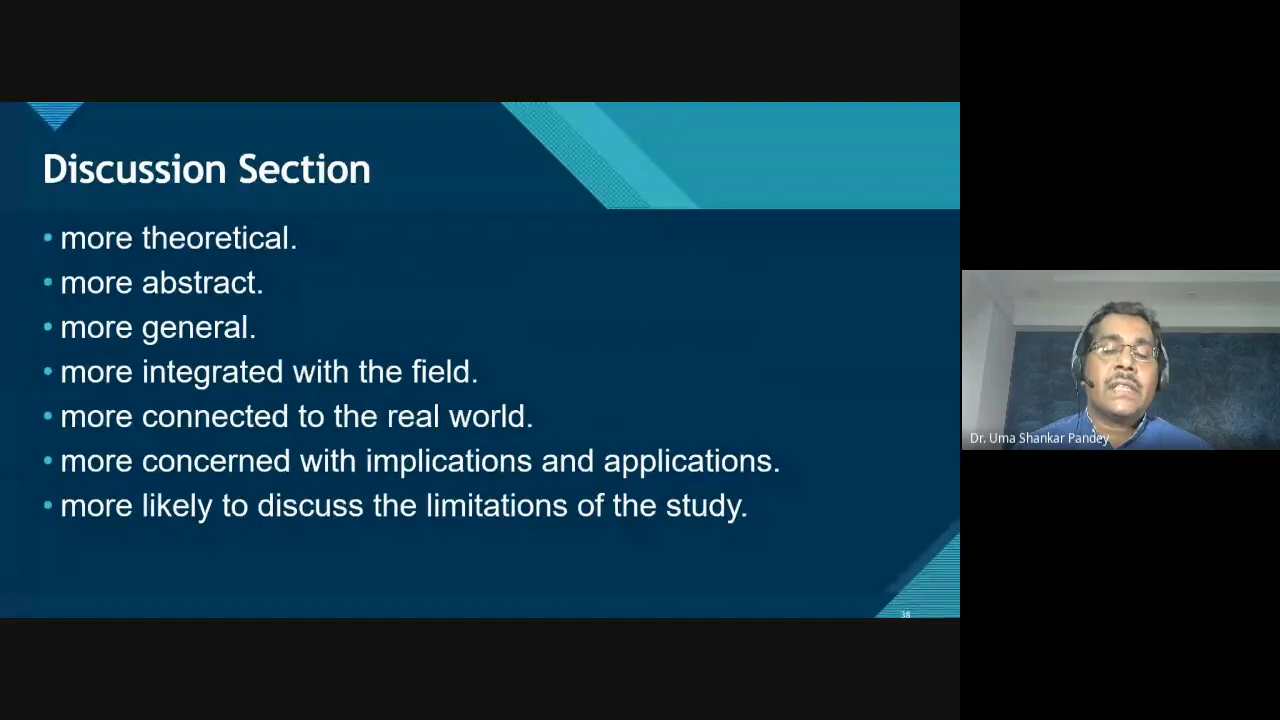 Discussion Section
• more theoretical.
• more abstract.
• more general.
• more integrated with the field.
• more connected to the real world.
• more concerned with implications and applications.
• more likely to discuss the limitations of the study.
38
Dr. Uma Shankar Pandey